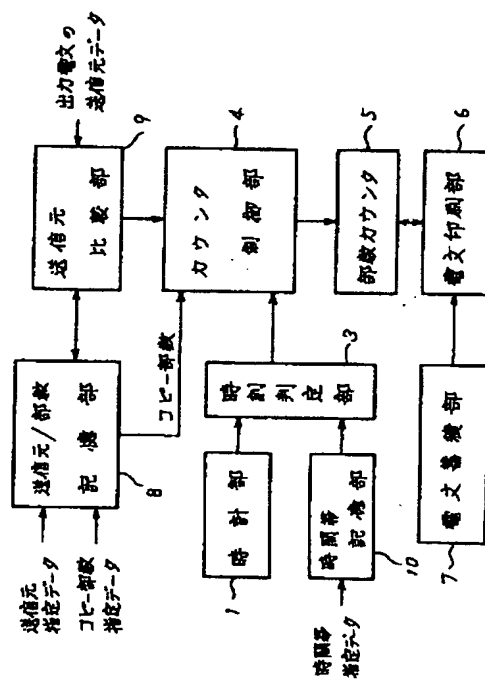 送信元
指定データ
コピー部数
指定データ
送信元/部数
記憶部
8
送信元
比較部
9
出力電文の
送信元データ
コピー部数
カウンタ
制御部
4
時計部
1
時刻判定部
3
時間帯
記憶部
10
時間帯
指定データ
部数カウンタ
5
電文蓄積部
7
電文印刷部
6